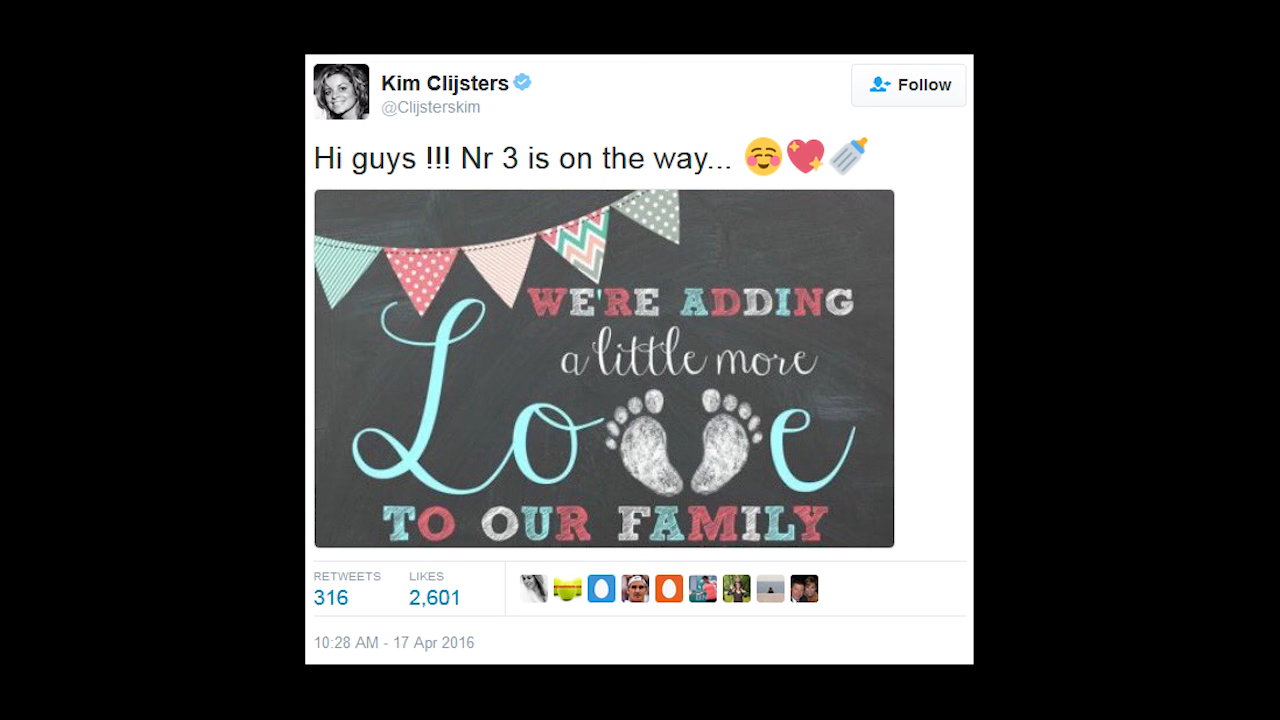 Kim Clijsters
@Clijsterskim
Follow
Hi guys !!! Nr 3 is on the way... ☺️💖🍼
WE'RE ADDING
a little more
Love
TO OUR FAMILY
RETWEETS LIKES
316 2,601
10:28 AM - 17 Apr 2016